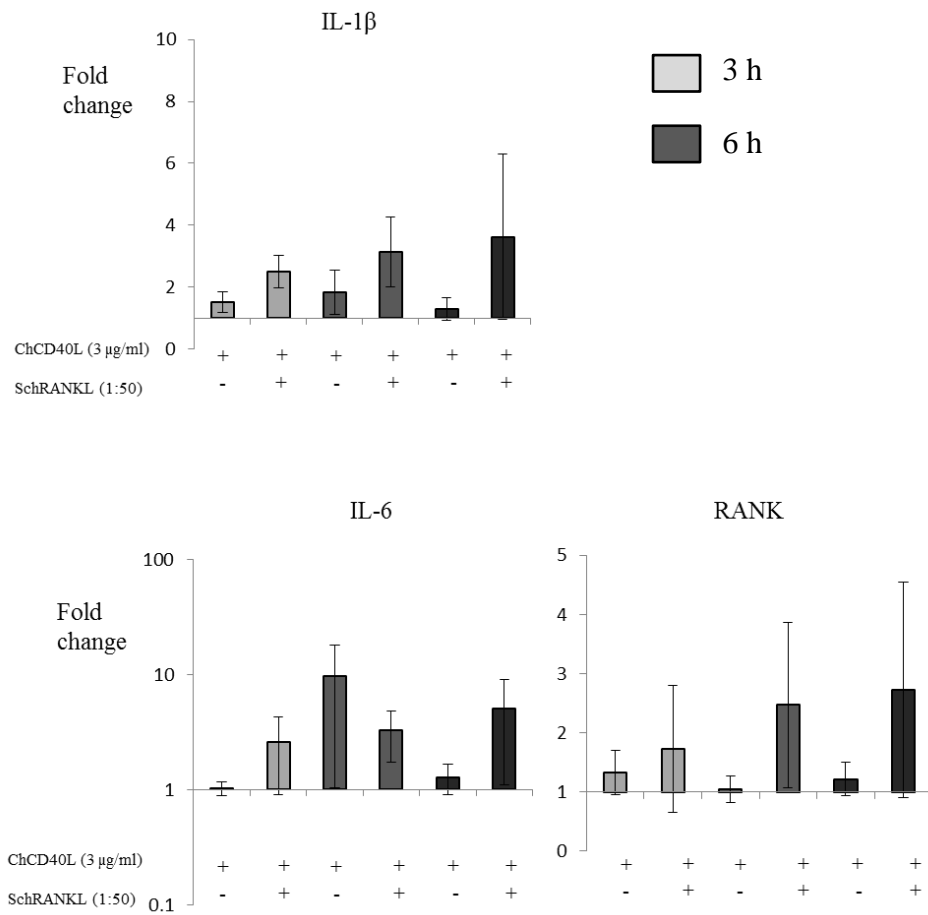 IL-1β
Fold
change
10
8
6
4
2
0
3 h
6 h
ChCD40L (3 µg/ml) + + + + + +
SchRANKL (1:50) - + - + - +
IL-6
Fold
change
100
10
1
0.1
RANK
5
4
3
2
1
0
ChCD40L (3 µg/ml) + + + + + + + + + + + +
SchRANKL (1:50) - + - + - + - + - + - +